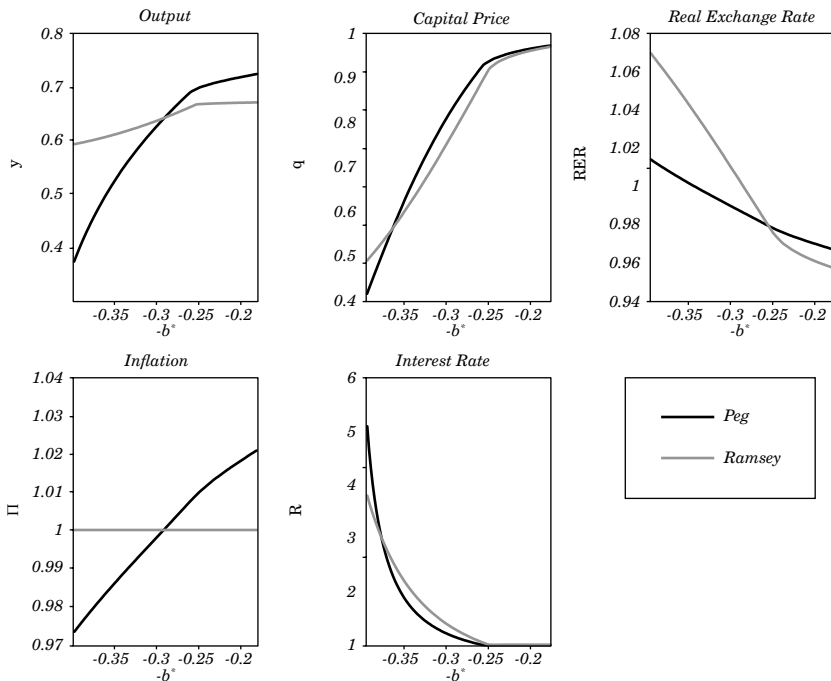 Output
0.8
0.7
0.6
0.5
0.4
y
-0.35 -0.3 -0.25 -0.2
-b*
Capital Price
1
0.9
0.8
0.7
0.6
0.5
0.4
q
-0.35 -0.3 -0.25 -0.2
-b*
Real Exchange Rate
1.08
1.06
1.04
1.02
1
0.98
0.96
0.94
RER
-0.35 -0.3 -0.25 -0.2
-b*
Inflation
1.04
1.03
1.02
1.01
1
0.99
0.98
0.97
Π
-0.35 -0.3 -0.25 -0.2
-b*
Interest Rate
6
5
4
3
2
1
R
-0.35 -0.3 -0.25 -0.2
-b*
Peg
Ramsey